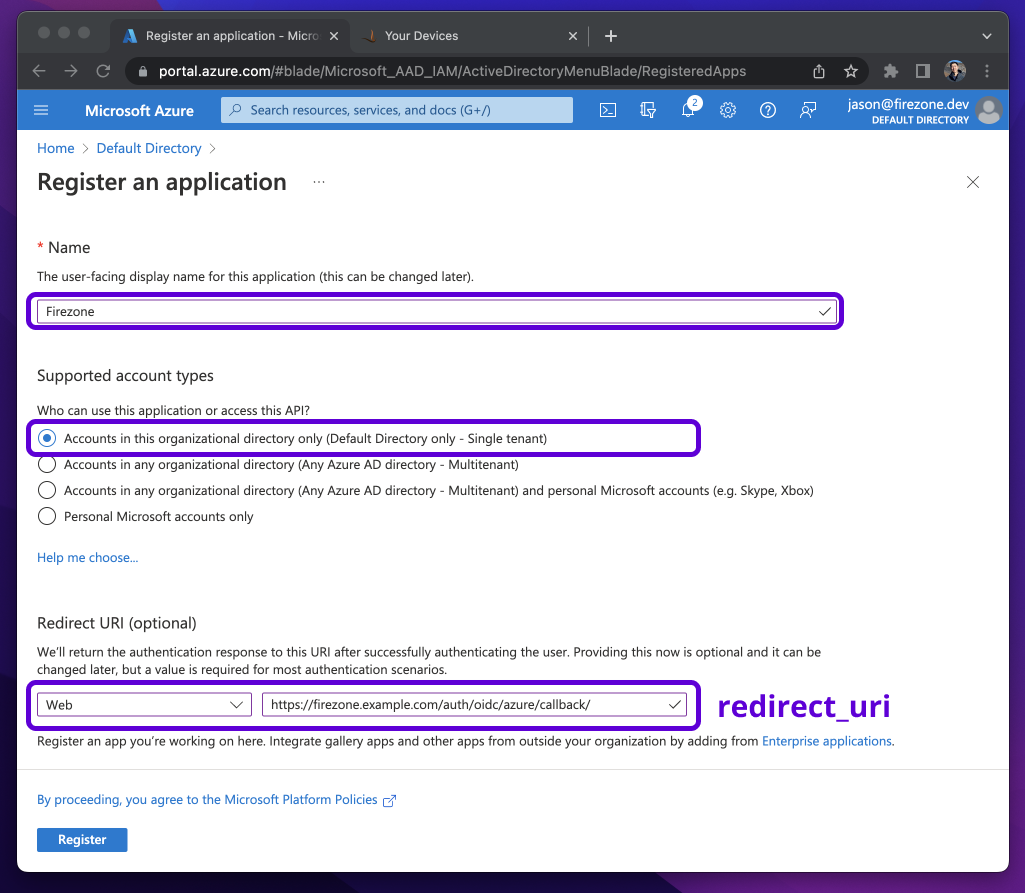 Register an application - Micro
Your Devices
portal.azure.com/#blade/Microsoft_AAD_IAM/ActiveDirectoryMenuBlade/RegisteredApps
Microsoft Azure
Search resources, services, and docs (G+/)
2
jason@firezone.dev
DEFAULT DIRECTORY
Home > Default Directory >
Register an application ...
* Name
The user-facing display name for this application (this can be changed later).
Firezone
Supported account types
Who can use this application or access this API?
Accounts in this organizational directory only (Default Directory only - Single tenant)
Accounts in any organizational directory (Any Azure AD directory - Multitenant)
Accounts in any organizational directory (Any Azure AD directory - Multitenant) and personal Microsoft accounts (e.g. Skype, Xbox)
Personal Microsoft accounts only
Help me choose...
Redirect URI (optional)
We'll return the authentication response to this URI after successfully authenticating the user. Providing this now is optional and it can be
changed later, but a value is required for most authentication scenarios.
Web https://firezone.example.com/auth/oidc/azure/callback/ redirect_uri
Register an app you're working on here. Integrate gallery apps and other apps from outside your organization by adding from Enterprise applications.
By proceeding, you agree to the Microsoft Platform Policies
Register